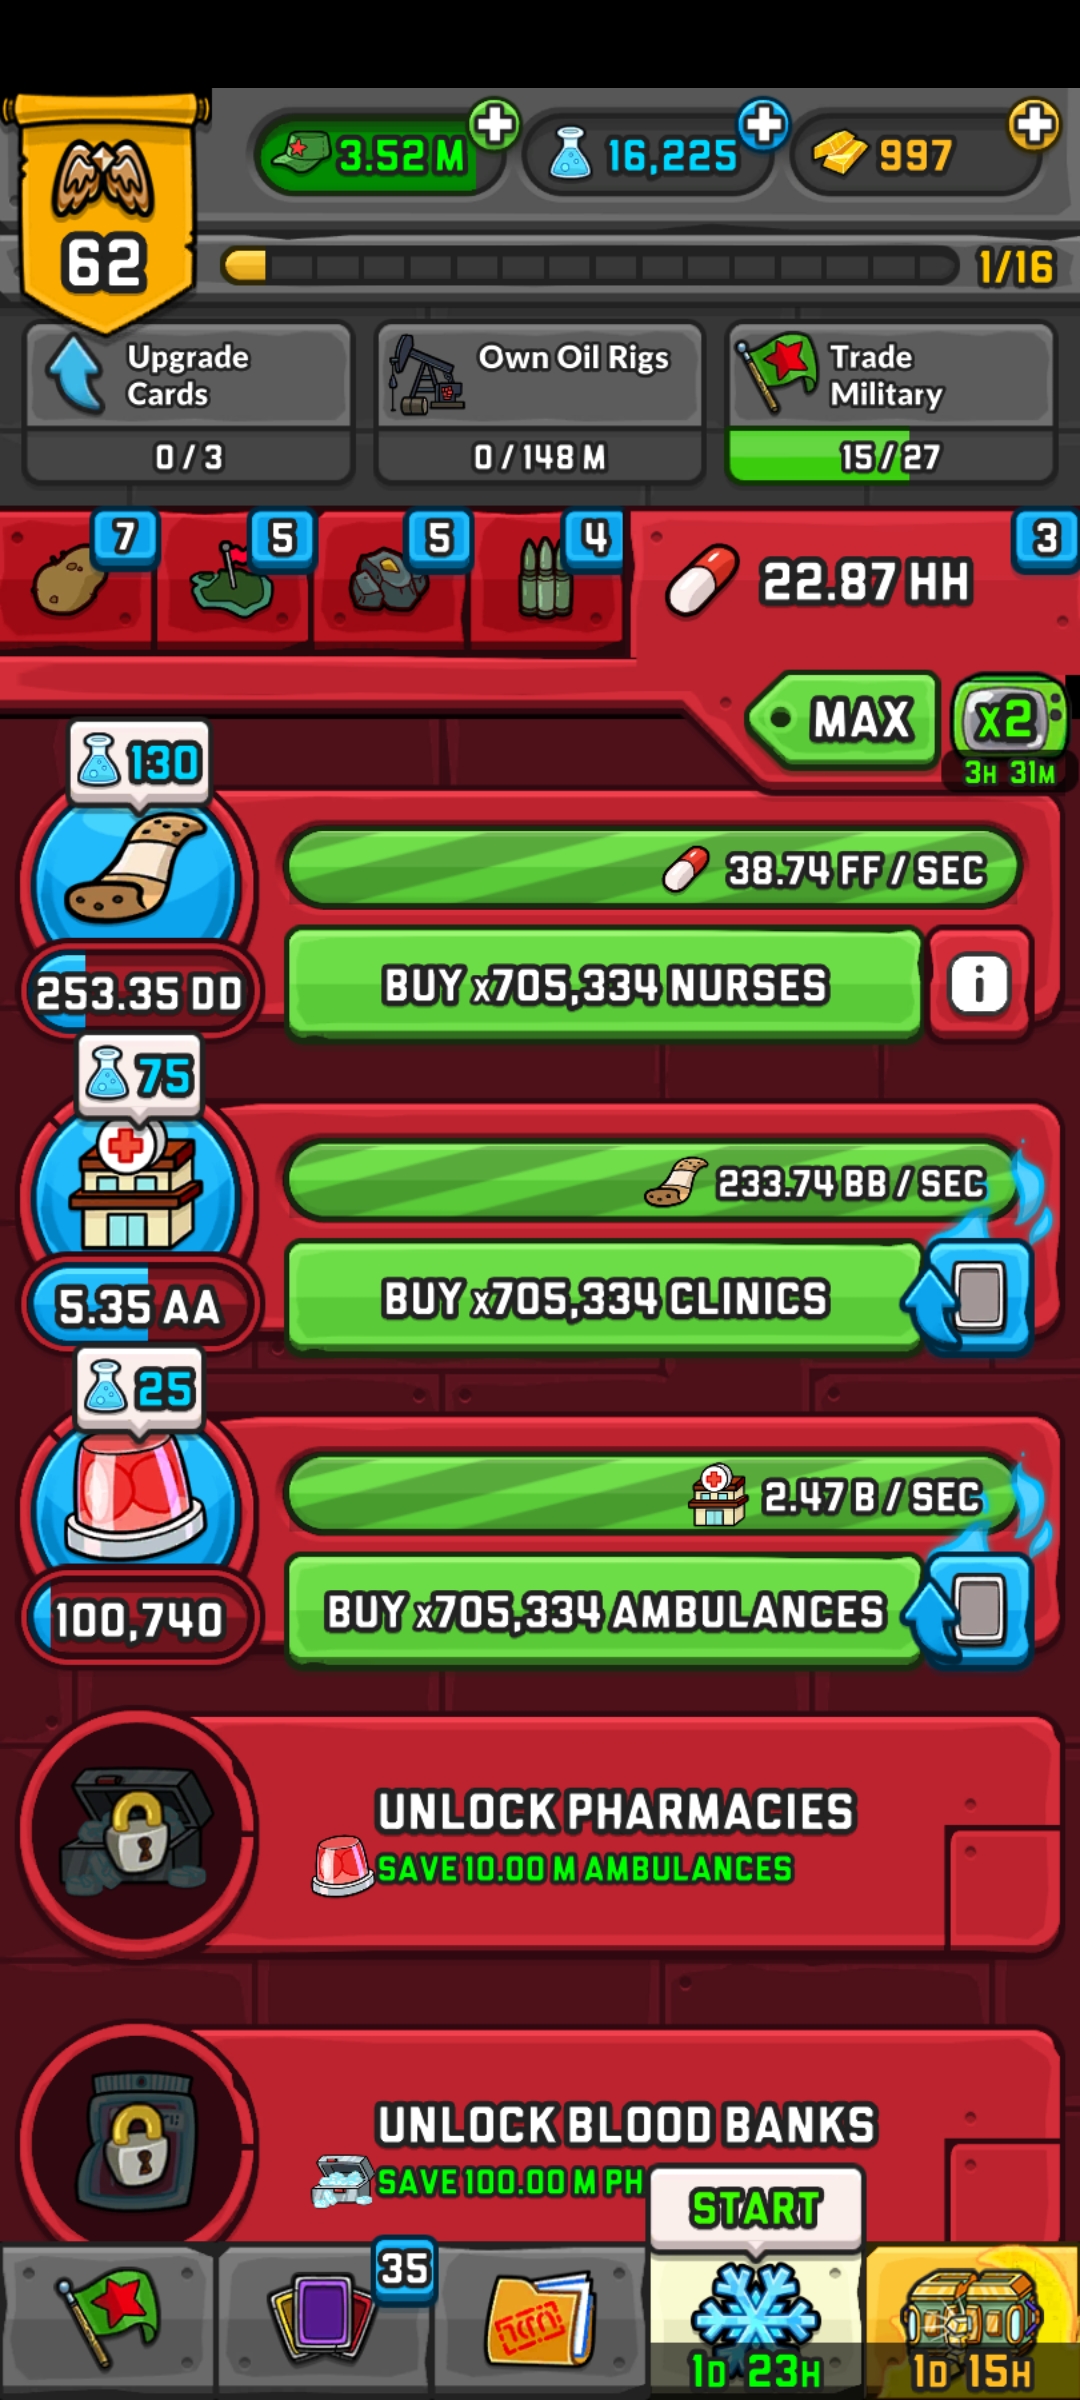 3.52 M
16,225
997
62
1/16
Upgrade
Cards
0 / 3
Own Oil Rigs
0 / 148 M
Trade
Military
15 / 27
7
5
5
4
3
22.87 HH
MAX
x2
3H 31M
130
38.74 FF / SEC
253.35 DD
BUY x705,334 NURSES
i
75
233.74 BB / SEC
5.35 AA
BUY x705,334 CLINICS
25
2.47 B / SEC
100,740
BUY x705,334 AMBULANCES
UNLOCK PHARMACIES
SAVE 10.00 M AMBULANCES
UNLOCK BLOOD BANKS
SAVE 100.00 M PH
START
35
1D 23H
1D 15H